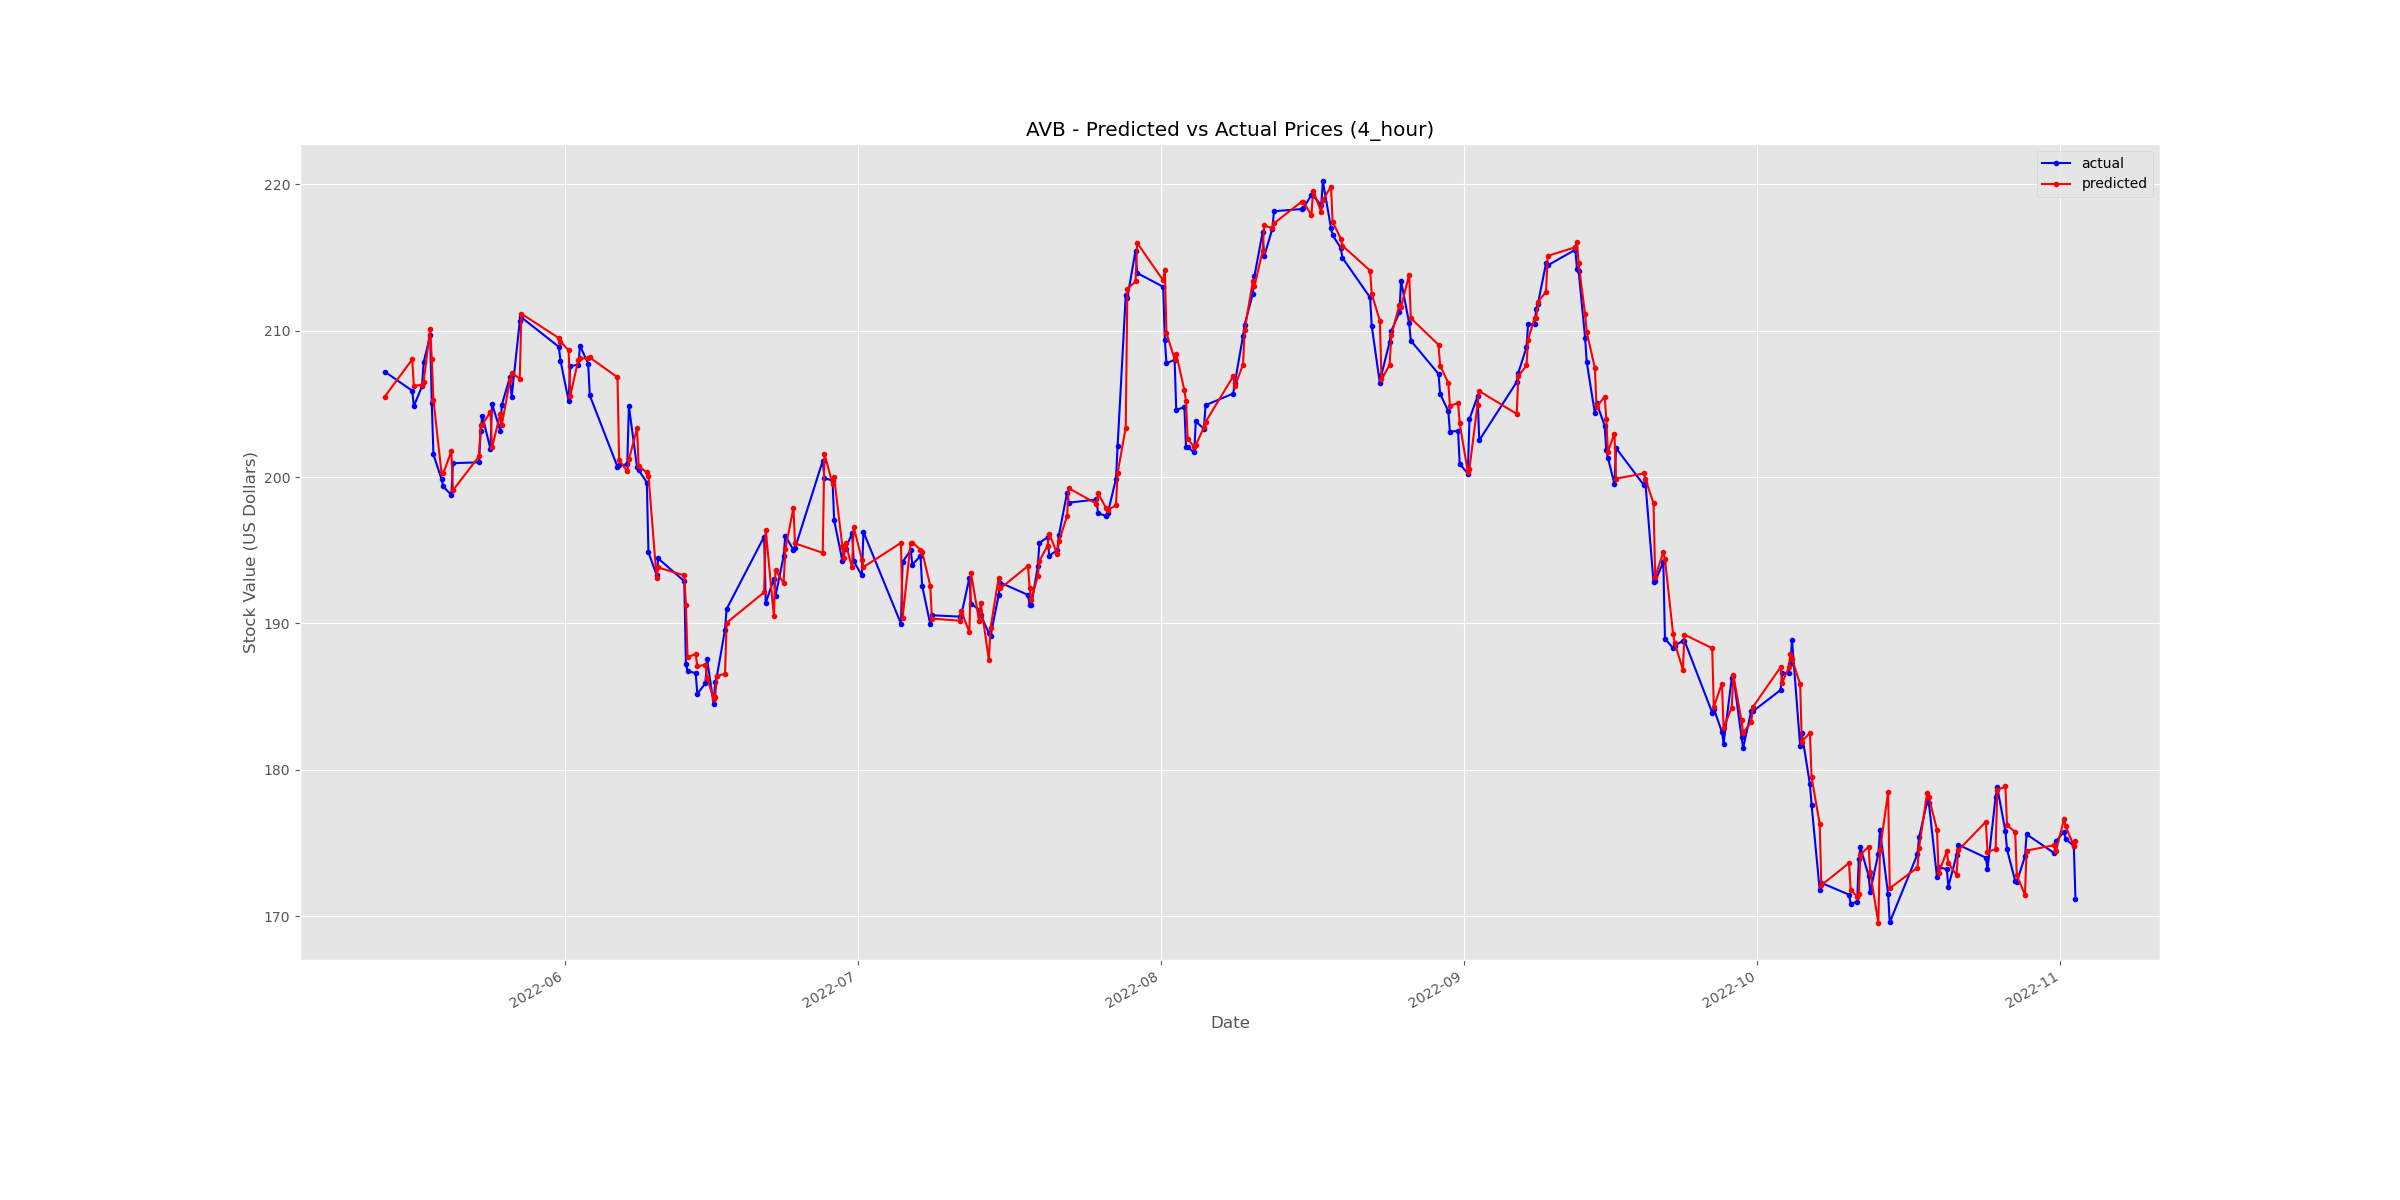 AVB - Predicted vs Actual Prices (4_hour)
actual
predicted
220
210
200
190
180
170
Stock Value (US Dollars)
2022-06
2022-07
2022-08
2022-09
2022-10
2022-11
Date